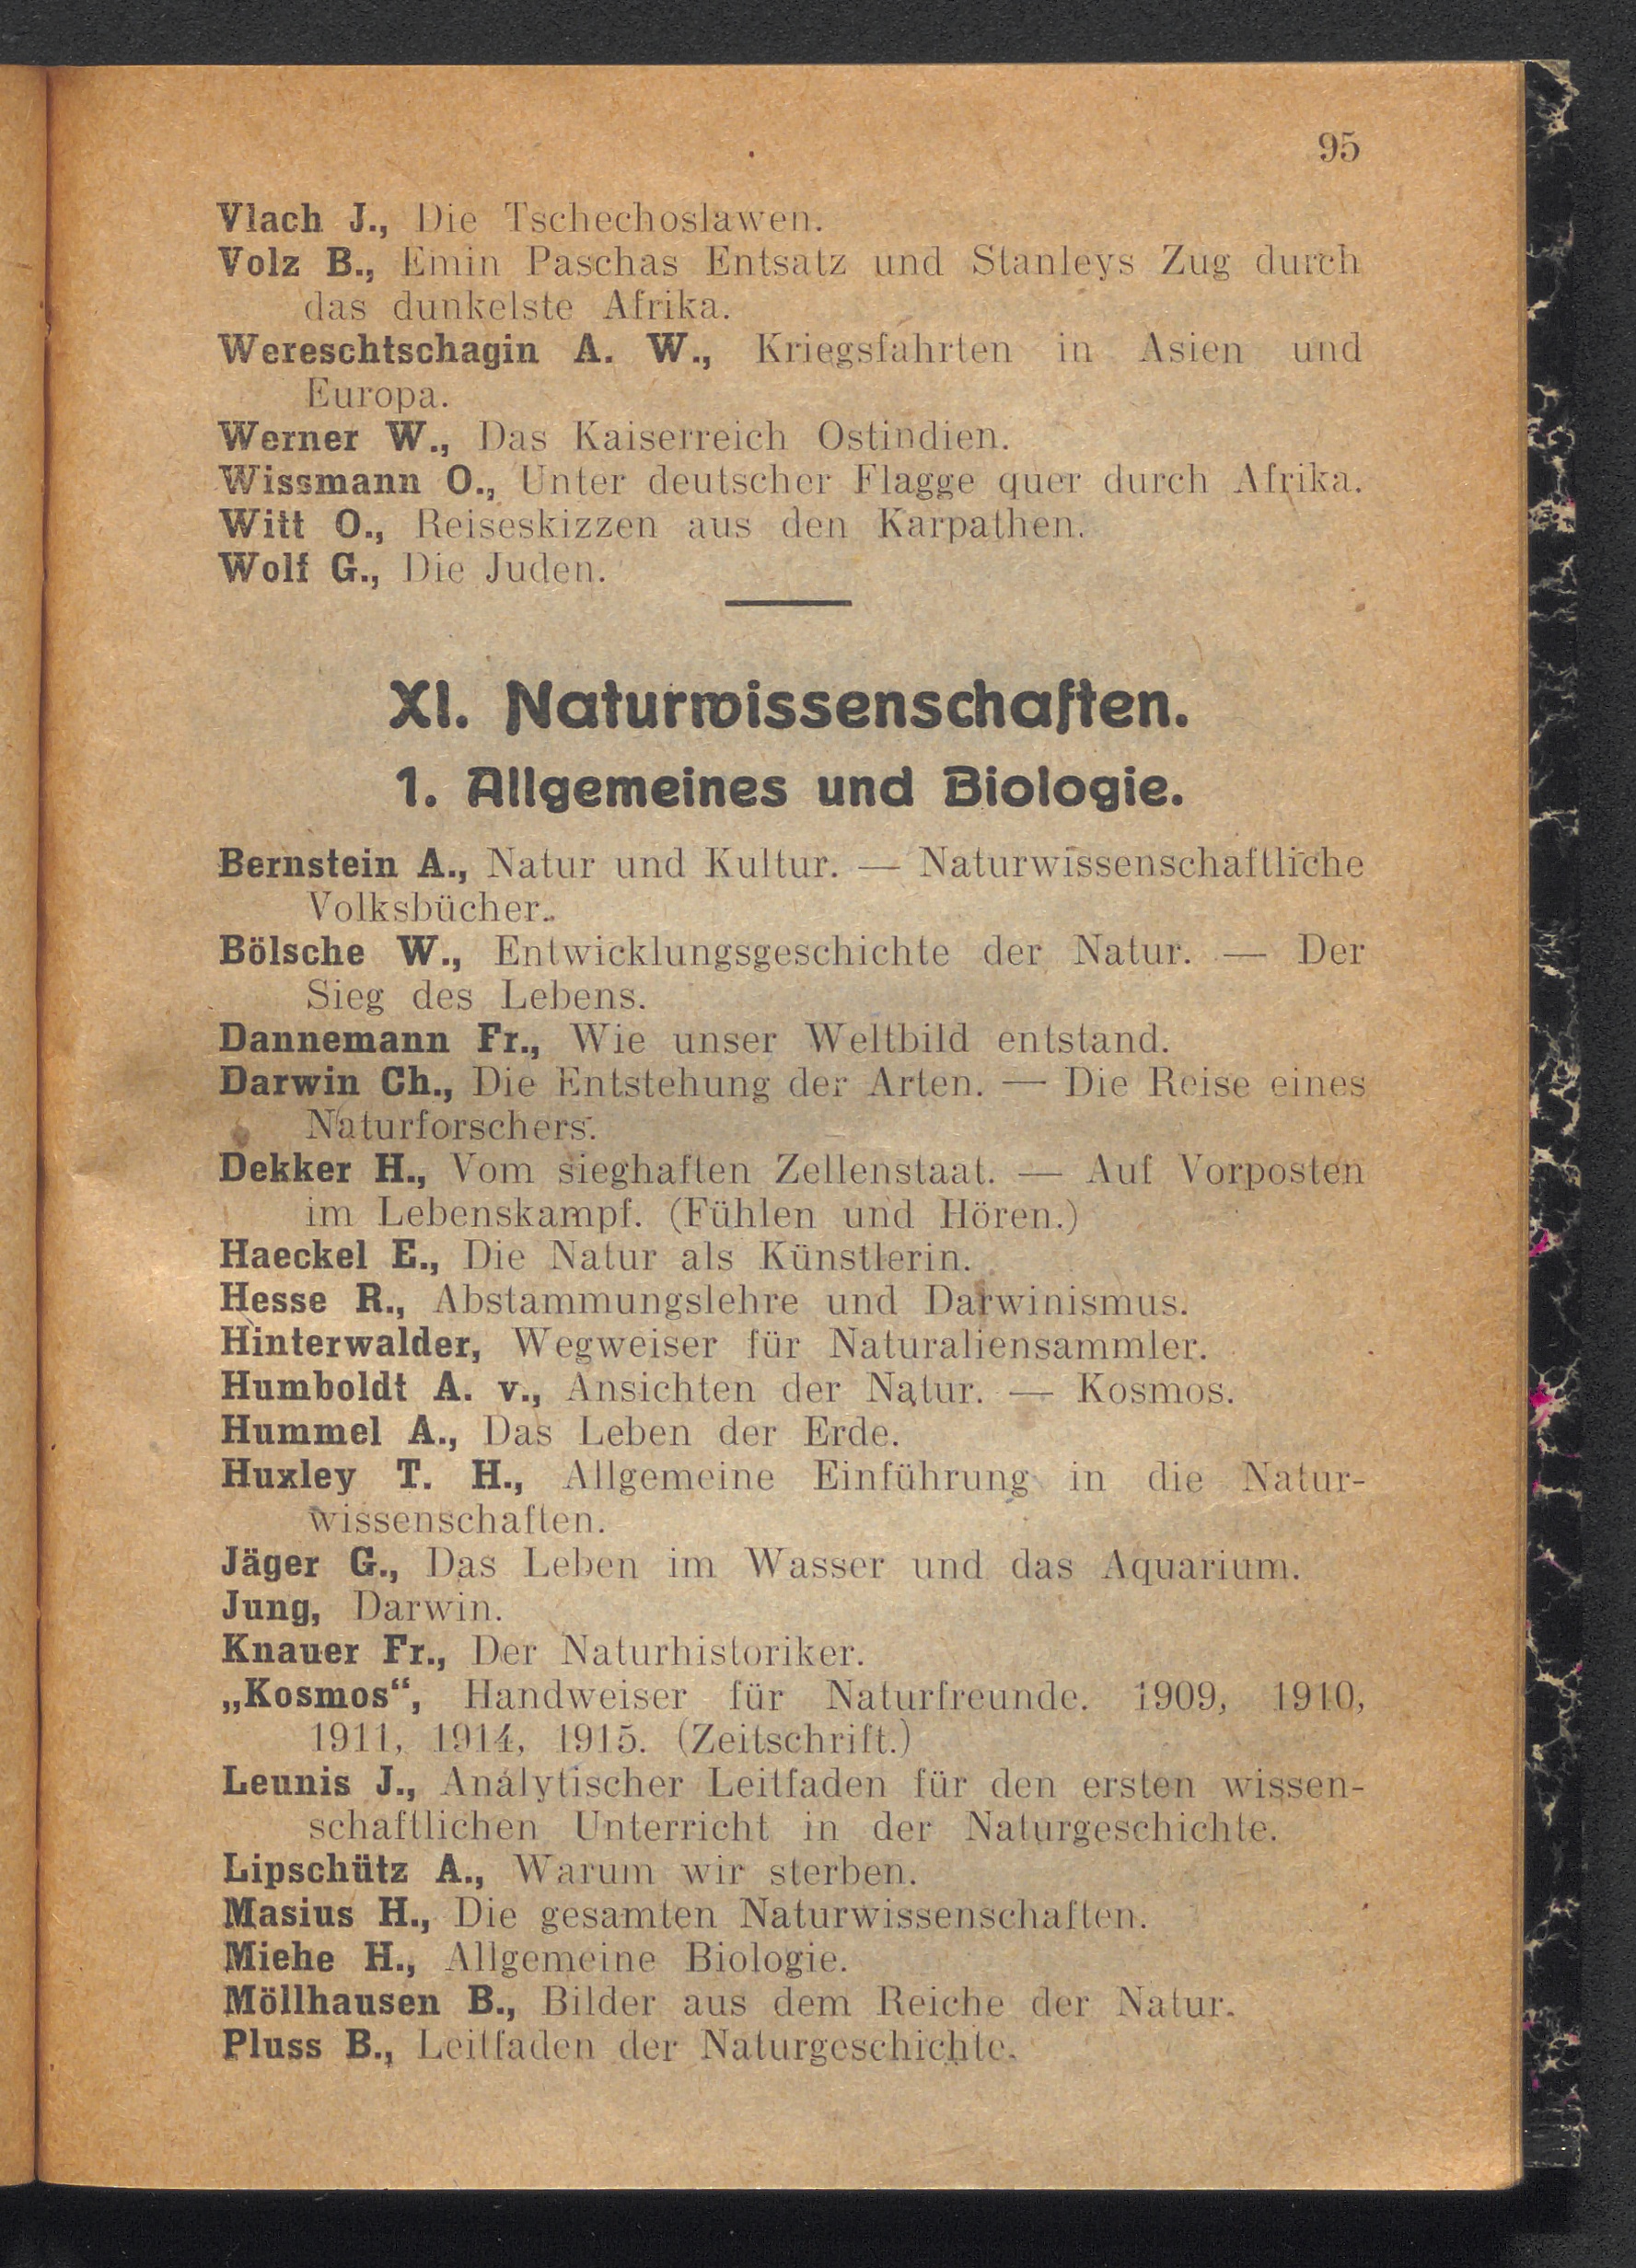 95
Vlach J., Die Tschechoslawen.
Volz B., Emin Paschas Entsatz und Stanleys Zug durch
das dunkelste Afrika.
Wereschtschagin A. W., Kriegsfahrten in Asien und
Europa.
Werner W., Das Kaiserreich Ostindien.
Wissmann O., Unter deutscher Flagge quer durch Afrika.
Witt O., Reiseskizzen aus den Karpathen.
Wolf G., Die Juden.
XI. Naturwissenschaften.
1. Allgemeines und Biologie.
Bernstein A., Natur und Kultur. — Naturwissenschaftliche
Volksbücher.
Bölsche W., Entwicklungsgeschichte der Natur. — Der
Sieg des Lebens.
Dannemann Fr., Wie unser Weltbild entstand.
Darwin Ch., Die Entstehung der Arten. — Die Reise eines
Naturforschers.
Dekker H., Vom sieghaften Zellenstaat. — Auf Vorposten
im Lebenskampf. (Fühlen und Hören.)
Haeckel E., Die Natur als Künstlerin.
Hesse R., Abstammungslehre und Darwinismus.
Hinterwalder, Wegweiser für Naturaliensammler.
Humboldt A. v., Ansichten der Natur. — Kosmos.
Hummel A., Das Leben der Erde.
Huxley T. H., Allgemeine Einführung in die Natur-
wissenschaften.
Jäger G., Das Leben im Wasser und das Aquarium.
Jung, Darwin.
Knauer Fr., Der Naturhistoriker.
„Kosmos“, Handweiser für Naturfreunde. 1909, 1910,
1911, 1914, 1915. (Zeitschrift.)
Leunis J., Analytischer Leitfaden für den ersten wissen-
schaftlichen Unterricht in der Naturgeschichte.
Lipschütz A., Warum wir sterben.
Masius H., Die gesamten Naturwissenschaften.
Miehe H., Allgemeine Biologie.
Möllhausen B., Bilder aus dem Reiche der Natur.
Pluss B., Leitfaden der Naturgeschichte.